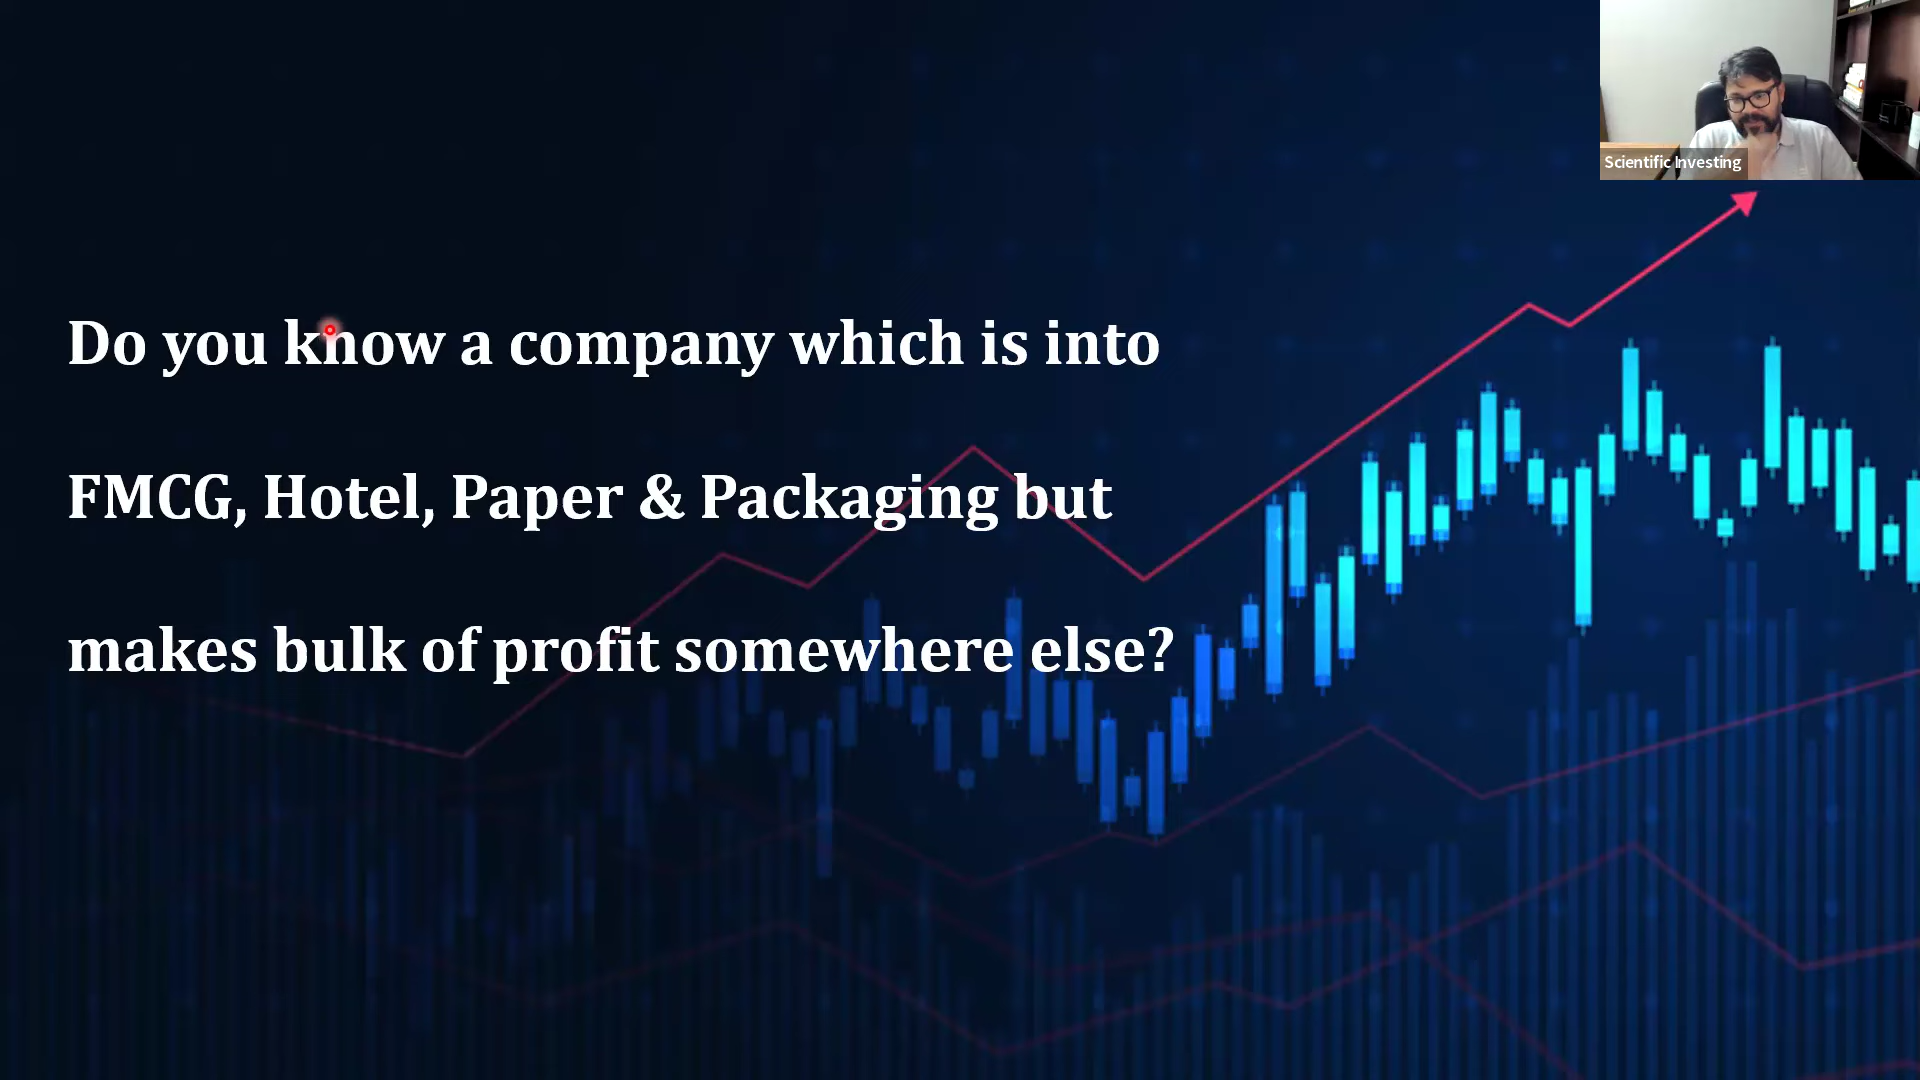 Scientific Investing
Do you know a company which is into
FMCG, Hotel, Paper & Packaging but
makes bulk of profit somewhere else?